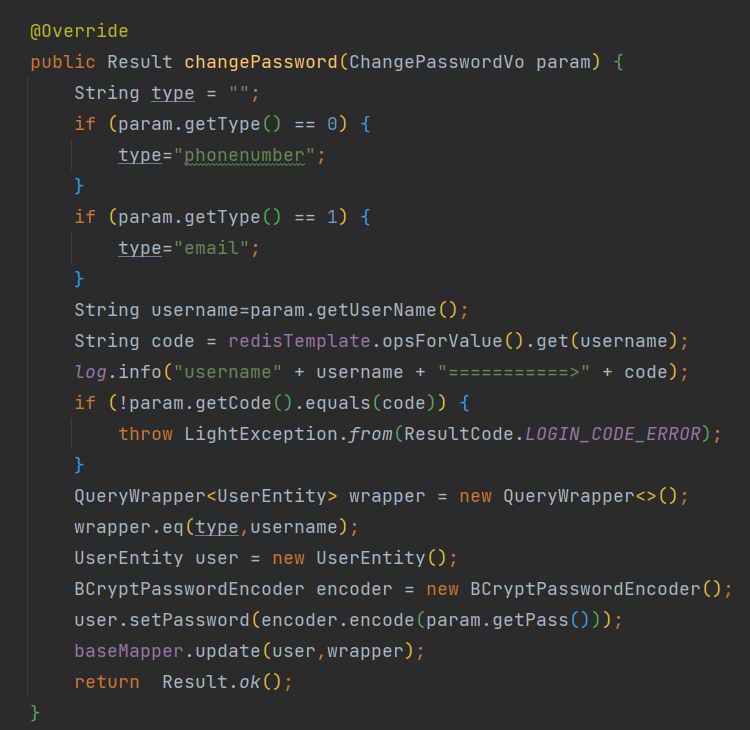 @Override
public Result changePassword(ChangePasswordVo param) {
    String type = "";
    if (param.getType() == 0) {
        type="phonenumber";
    }
    if (param.getType() == 1) {
        type="email";
    }
    String username=param.getUserName();
    String code = redisTemplate.opsForValue().get(username);
    log.info("username" + username + "===========>" + code);
    if (!param.getCode().equals(code)) {
        throw LightException.from(ResultCode.LOGIN_CODE_ERROR);
    }
    QueryWrapper<UserEntity> wrapper = new QueryWrapper<>();
    wrapper.eq(type,username);
    UserEntity user = new UserEntity();
    BCryptPasswordEncoder encoder = new BCryptPasswordEncoder();
    user.setPassword(encoder.encode(param.getPass()));
    baseMapper.update(user,wrapper);
    return  Result.ok();
}